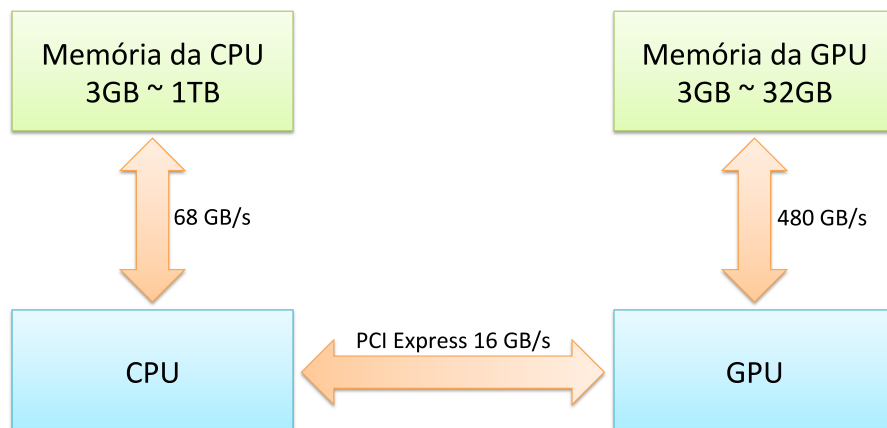 Memória da CPU
3GB ~ 1TB
Memória da GPU
3GB ~ 32GB
68 GB/s
480 GB/s
PCI Express 16 GB/s
CPU
GPU